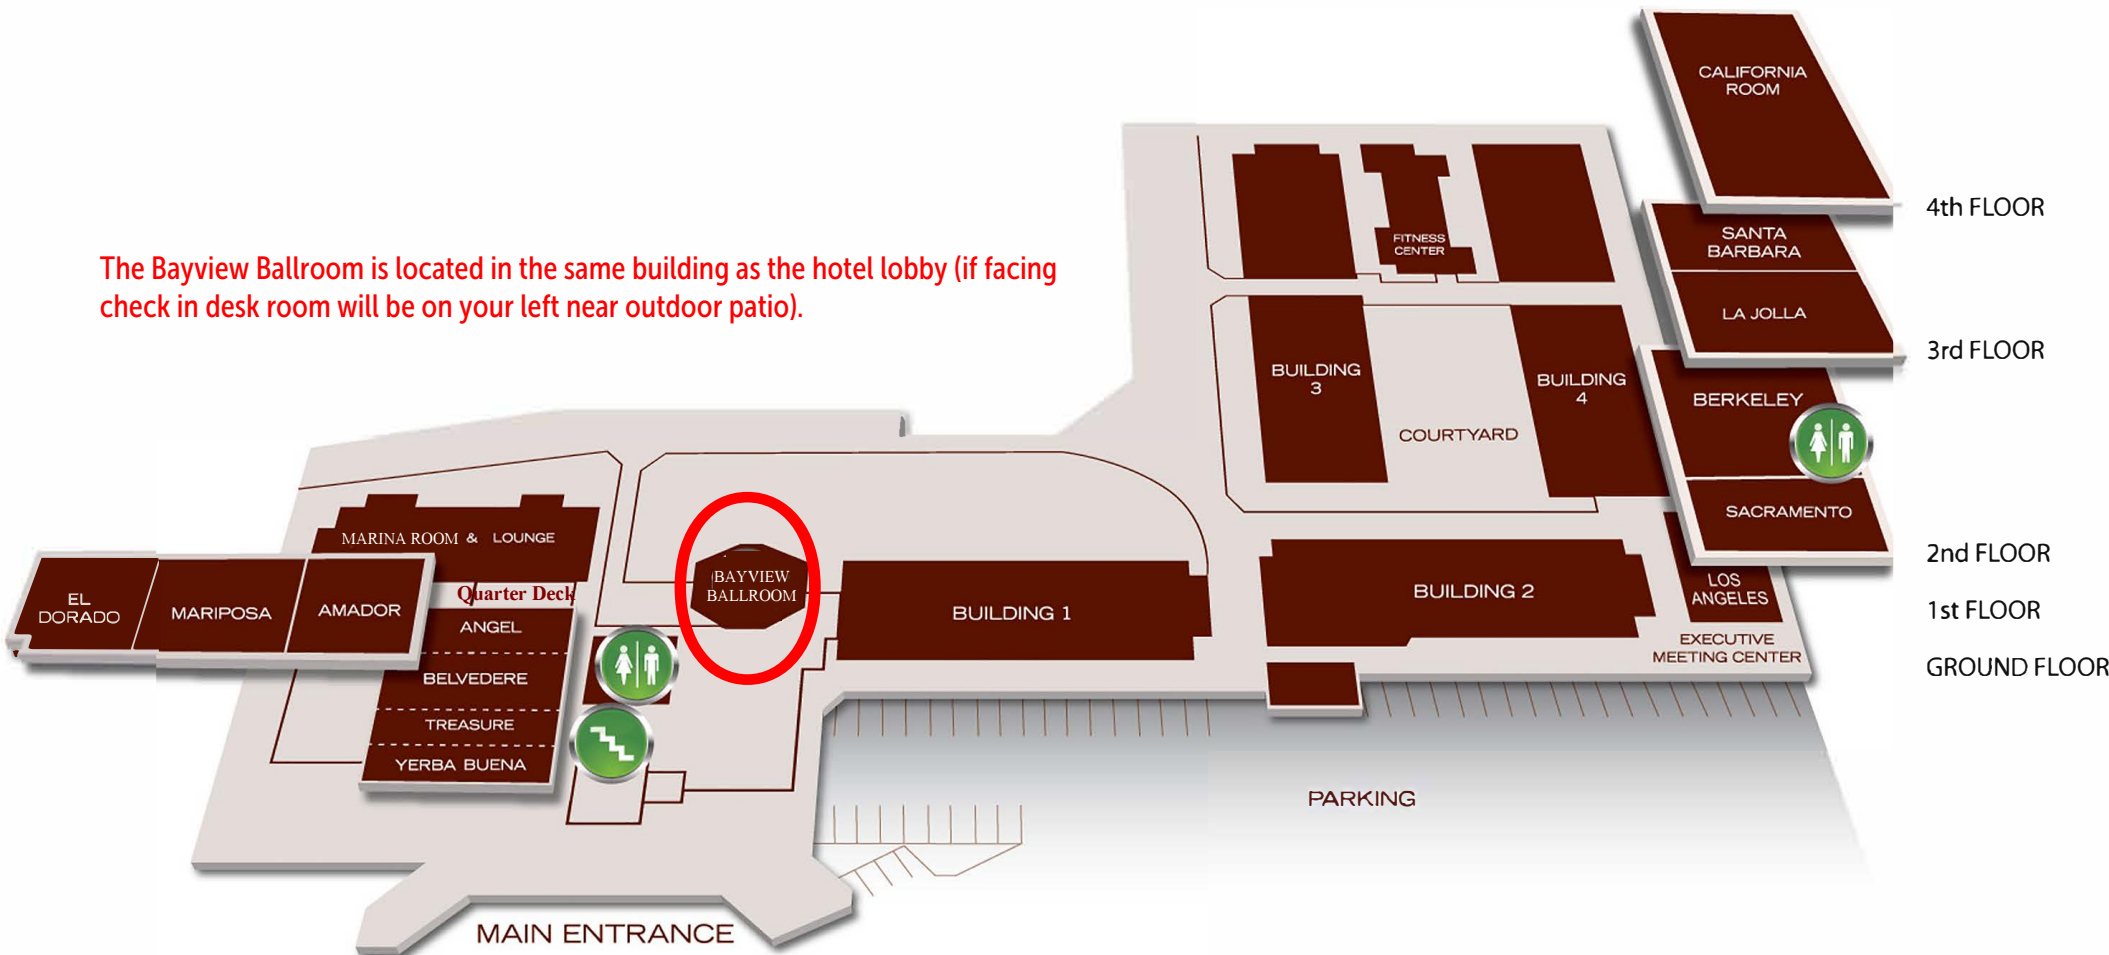 CALIFORNIA
ROOM
4th FLOOR
SANTA
BARBARA
FITNESS
CENTER
The Bayview Ballroom is located in the same building as the hotel lobby (if facing
check in desk room will be on your left near outdoor patio).
LA JOLLA
3rd FLOOR
BUILDING
3
BUILDING
4
BERKELEY
COURTYARD
SACRAMENTO
2nd FLOOR
MARINA ROOM & LOUNGE
EL
DORADO
MARIPOSA
AMADOR
Quarter Deck
ANGEL
BELVEDERE
TREASURE
YERBA BUENA
BAYVIEW
BALLROOM
BUILDING 1
BUILDING 2
LOS
ANGELES
1st FLOOR
EXECUTIVE
MEETING CENTER
GROUND FLOOR
PARKING
MAIN ENTRANCE